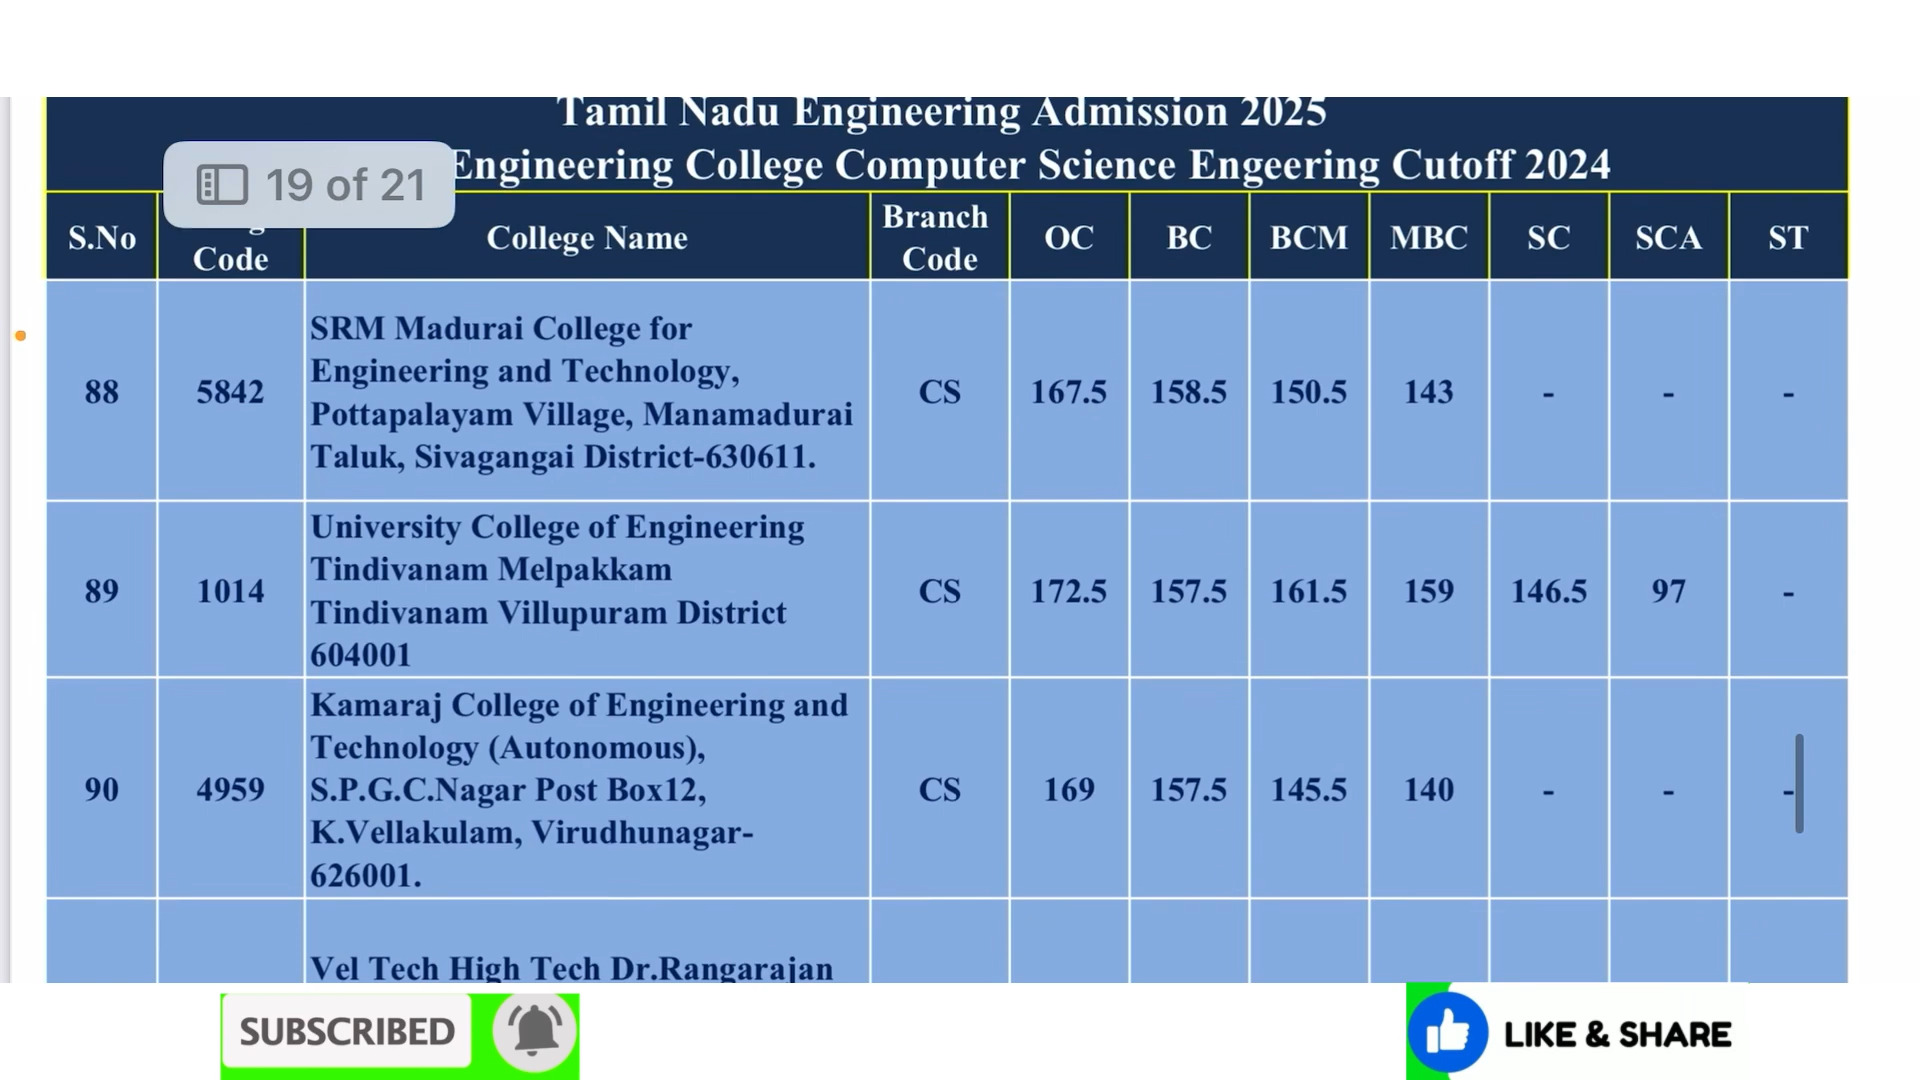 Tamil Nadu Engineering Admission 2025
Engineering College Computer Science Engeering Cutoff 2024
19 of 21
S.No
Code
College Name
Branch
Code
OC
BC
BCM
MBC
SC
SCA
ST
88
5842
SRM Madurai College for
Engineering and Technology,
Pottapalayam Village, Manamadurai
Taluk, Sivagangai District-630611.
CS
167.5
158.5
150.5
143
-
-
-
89
1014
University College of Engineering
Tindivanam Melpakkam
Tindivanam Villupuram District
604001
CS
172.5
157.5
161.5
159
146.5
97
-
90
4959
Kamaraj College of Engineering and
Technology (Autonomous),
S.P.G.C.Nagar Post Box12,
K.Vellakulam, Virudhunagar-
626001.
CS
169
157.5
145.5
140
-
-
-
Vel Tech High Tech Dr.Rangarajan
SUBSCRIBED
LIKE & SHARE